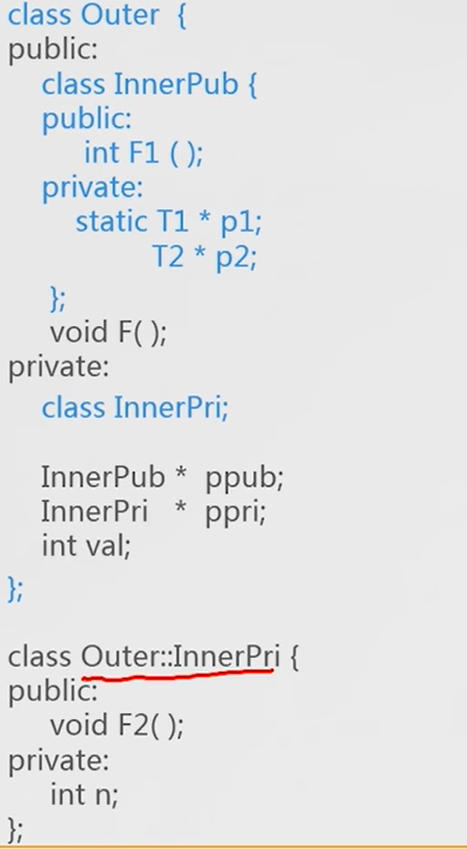 class Outer {
public:
class InnerPub {
public:
int F1 ( );
private:
static T1 * p1;
T2 * p2;
};
void F( );
private:
class InnerPri;
InnerPub * ppub;
InnerPri * ppri;
int val;
};
class Outer::InnerPri {
public:
void F2( );
private:
int n;
};